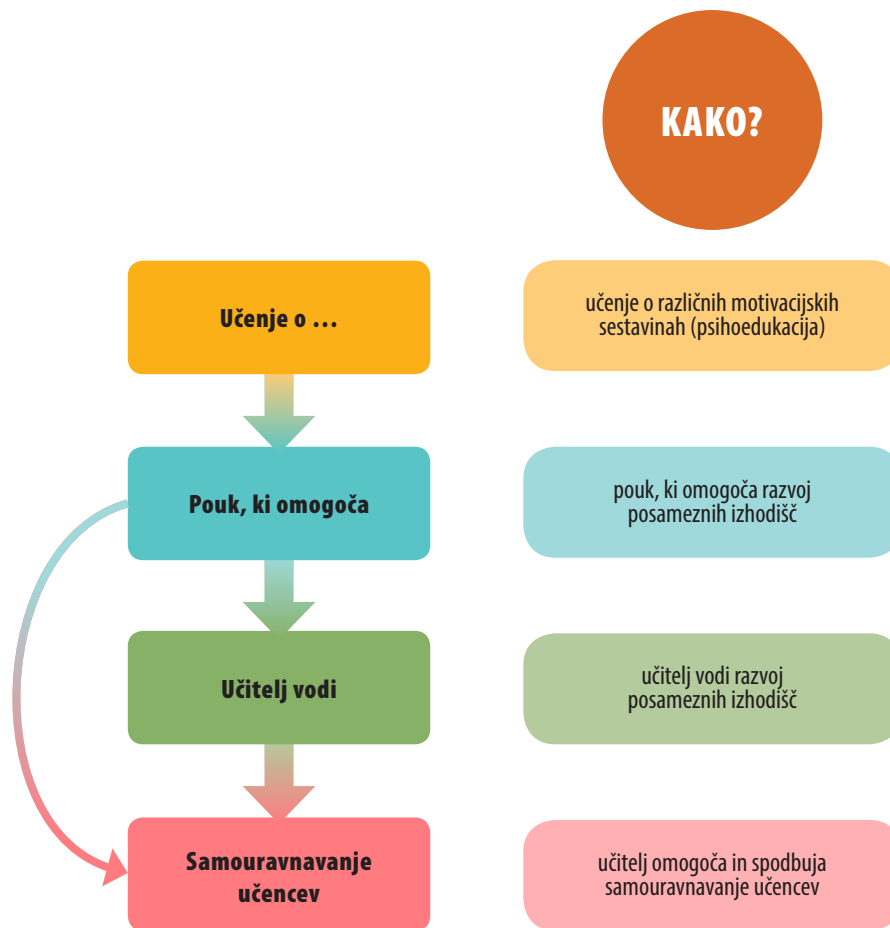 KAKO?
Učenje o …
učenje o različnih motivacijskih
sestavinah (psihoedukacija)
Pouk, ki omogoča
pouk, ki omogoča razvoj
posameznih izhodišč
Učitelj vodi
učitelj vodi razvoj
posameznih izhodišč
Samouravnavanje
učencev
učitelj omogoča in spodbuja
samouravnavanje učencev